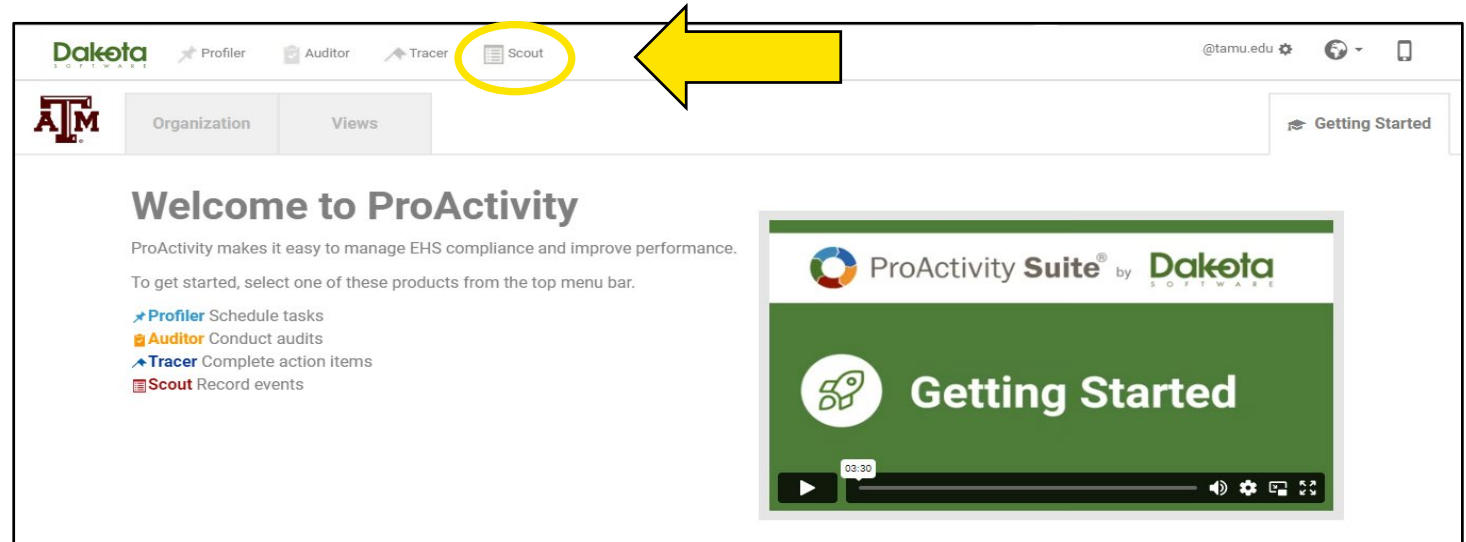 Dakota Profiler Auditor Tracer Scout @tamu.edu
SOFTWARE
ATM Organization Views Getting Started
Welcome to ProActivity
ProActivity makes it easy to manage EHS compliance and improve performance.
To get started, select one of these products from the top menu bar.
Profiler Schedule tasks
Auditor Conduct audits
Tracer Complete action items
Scout Record events
ProActivity Suite® by Dakota
SOFTWARE
Getting Started
03:30